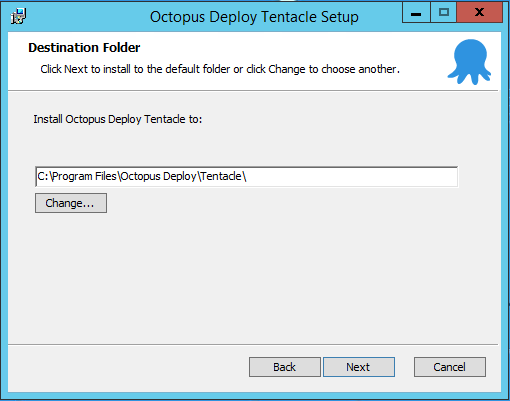 Octopus Deploy Tentacle Setup
Destination Folder
Click Next to install to the default folder or click Change to choose another.
Install Octopus Deploy Tentacle to:
C:\Program Files\Octopus Deploy\Tentacle\
Change...
Back Next Cancel